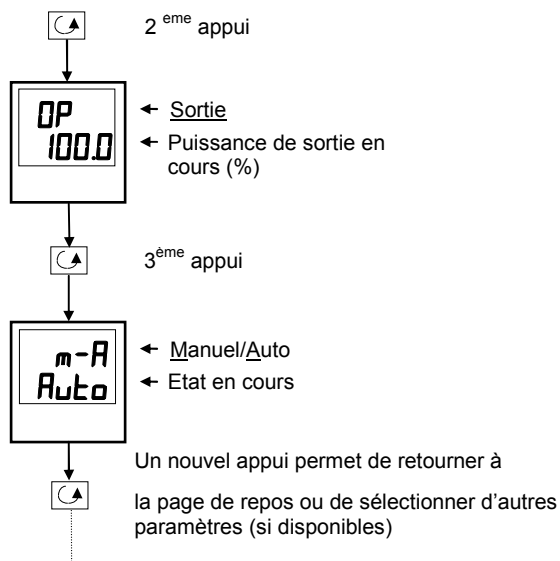 2 eme appui
OP
100.0
← Sortie
← Puissance de sortie en
cours (%)
3ème appui
m-A
Auto
← Manuel/Auto
← Etat en cours
Un nouvel appui permet de retourner à
la page de repos ou de sélectionner d'autres
paramètres (si disponibles)